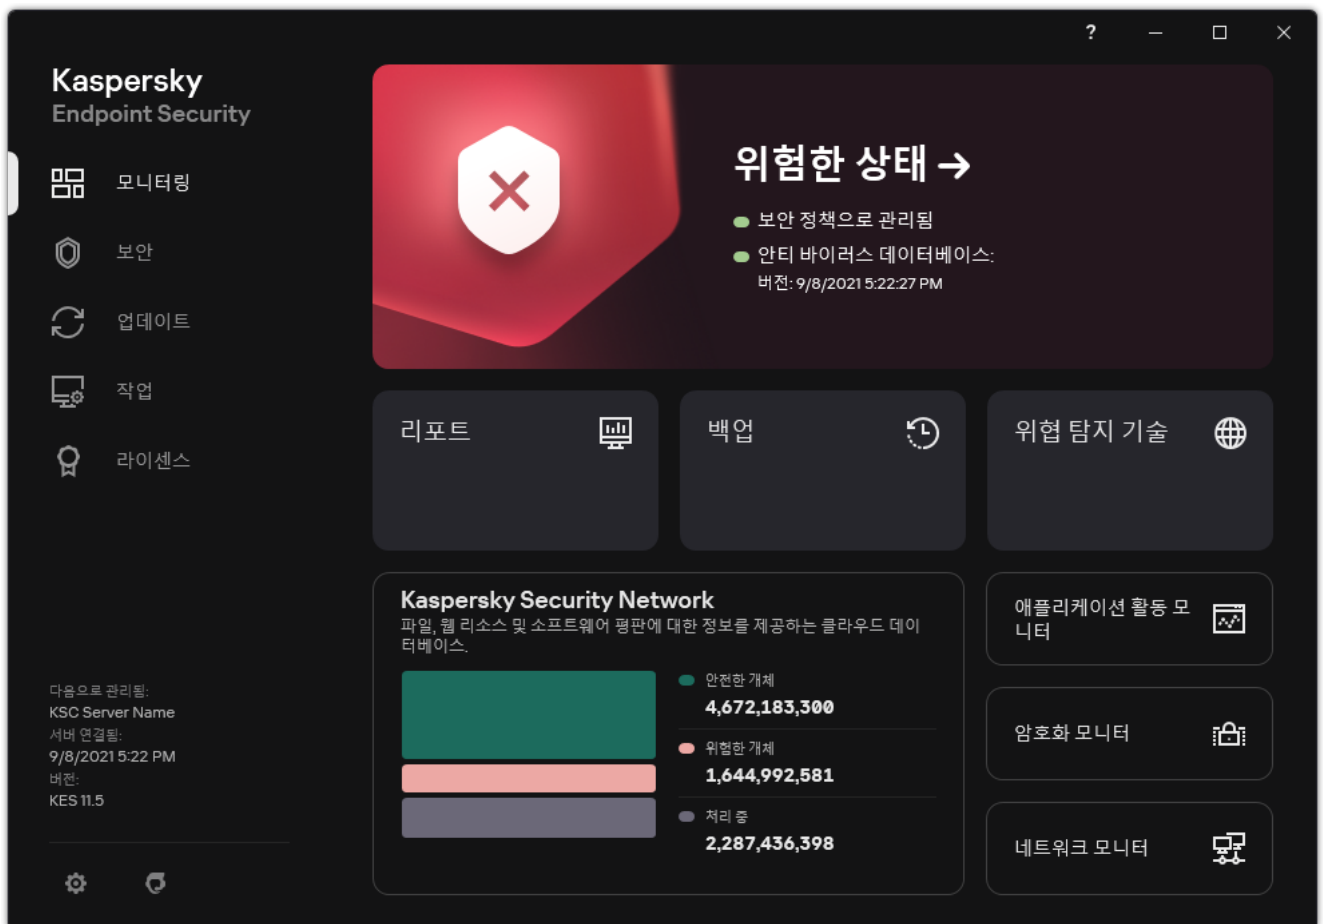 ?
Kaspersky
Endpoint Security
모니터링
보안
업데이트
작업
라이센스
다음으로 관리됨:
KSC Server Name
서버 연결됨:
9/8/2021 5:22 PM
버전:
KES 11.5
위험한 상태
보안 정책으로 관리됨
안티 바이러스 데이터베이스:
버전: 9/8/2021 5:22:27 PM
리포트
백업
위협 탐지 기술
Kaspersky Security Network
파일, 웹 리소스 및 소프트웨어 평판에 대한 정보를 제공하는 클라우드 데이
터베이스.
안전한 개체
4,672,183,300
위험한 개체
1,644,992,581
처리 중
2,287,436,398
애플리케이션 활동 모
니터
암호화 모니터
네트워크 모니터